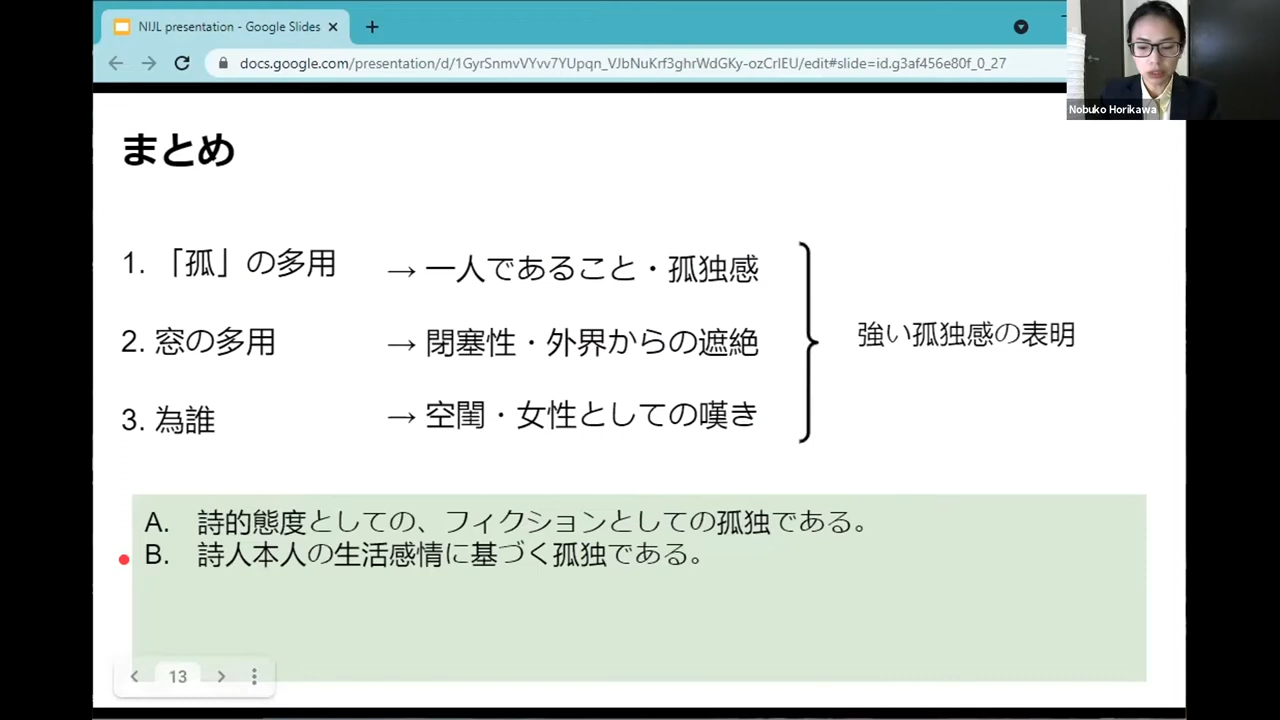 NIJL presentation - Google Slides
docs.google.com/presentation/d/1GyrSnmvVYvv7YUpqn_VJbNuKrf3ghrWdGKy-ozCrlEU/edit#slide=id.g3af456e80f_0_27
Nobuko Horikawa
まとめ
1. 「孤」の多用 → 一人であること・孤独感
2. 窓の多用 → 閉塞性・外界からの遮絶
3. 為誰 → 空閨・女性としての嘆き
強い孤独感の表明
A. 詩的態度としての、フィクションとしての孤独である。
B. 詩人本人の生活感情に基づく孤独である。
13